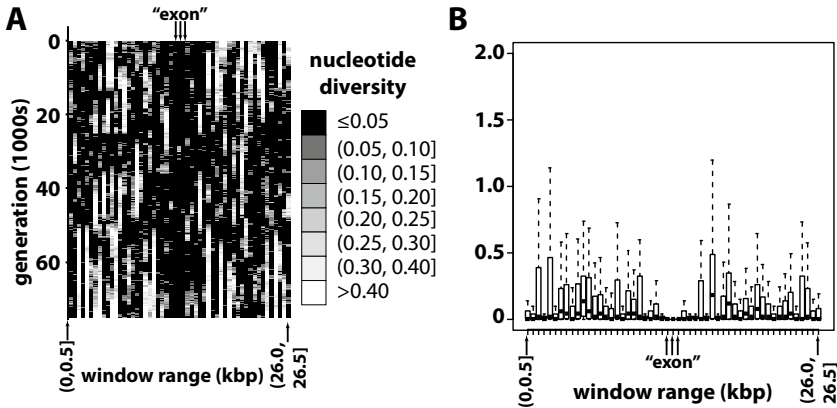 A
"exon"
0
20
40
60
generation (1000s)
(0,0.5]
window range (kbp)
(26.0,
26.5]
nucleotide
diversity
≤0.05
(0.05, 0.10]
(0.10, 0.15]
(0.15, 0.20]
(0.20, 0.25]
(0.25, 0.30]
(0.30, 0.40]
>0.40
B
2.0
1.5
1.0
0.5
0
(0,0.5]
"exon"
window range (kbp)
(26.0,
26.5]